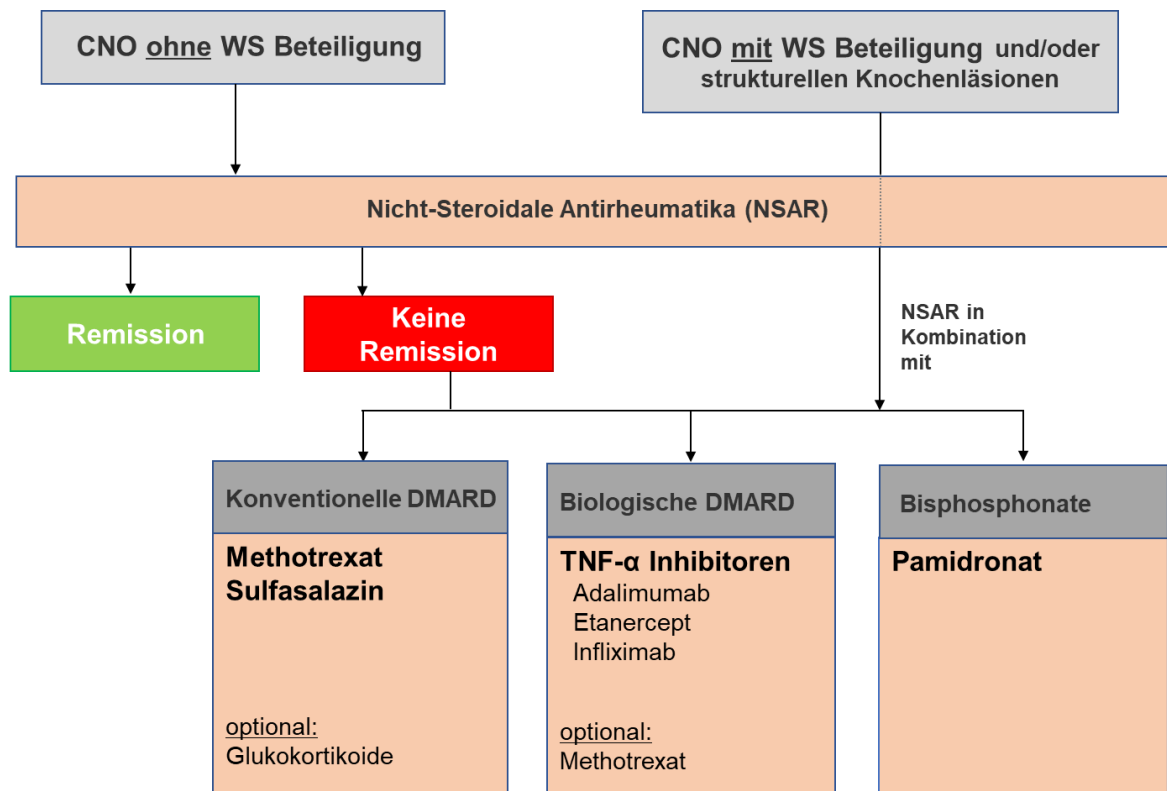 CNO ohne WS Beteiligung
CNO mit WS Beteiligung und/oder
strukturellen Knochenläsionen
Nicht-Steroidale Antirheumatika (NSAR)
Remission
Keine
Remission
NSAR in
Kombination
mit
Konventionelle DMARD
Methotrexat
Sulfasalazin
optional:
Glukokortikoide
Biologische DMARD
TNF-α Inhibitoren
Adalimumab
Etanercept
Infliximab
optional:
Methotrexat
Bisphosphonate
Pamidronat